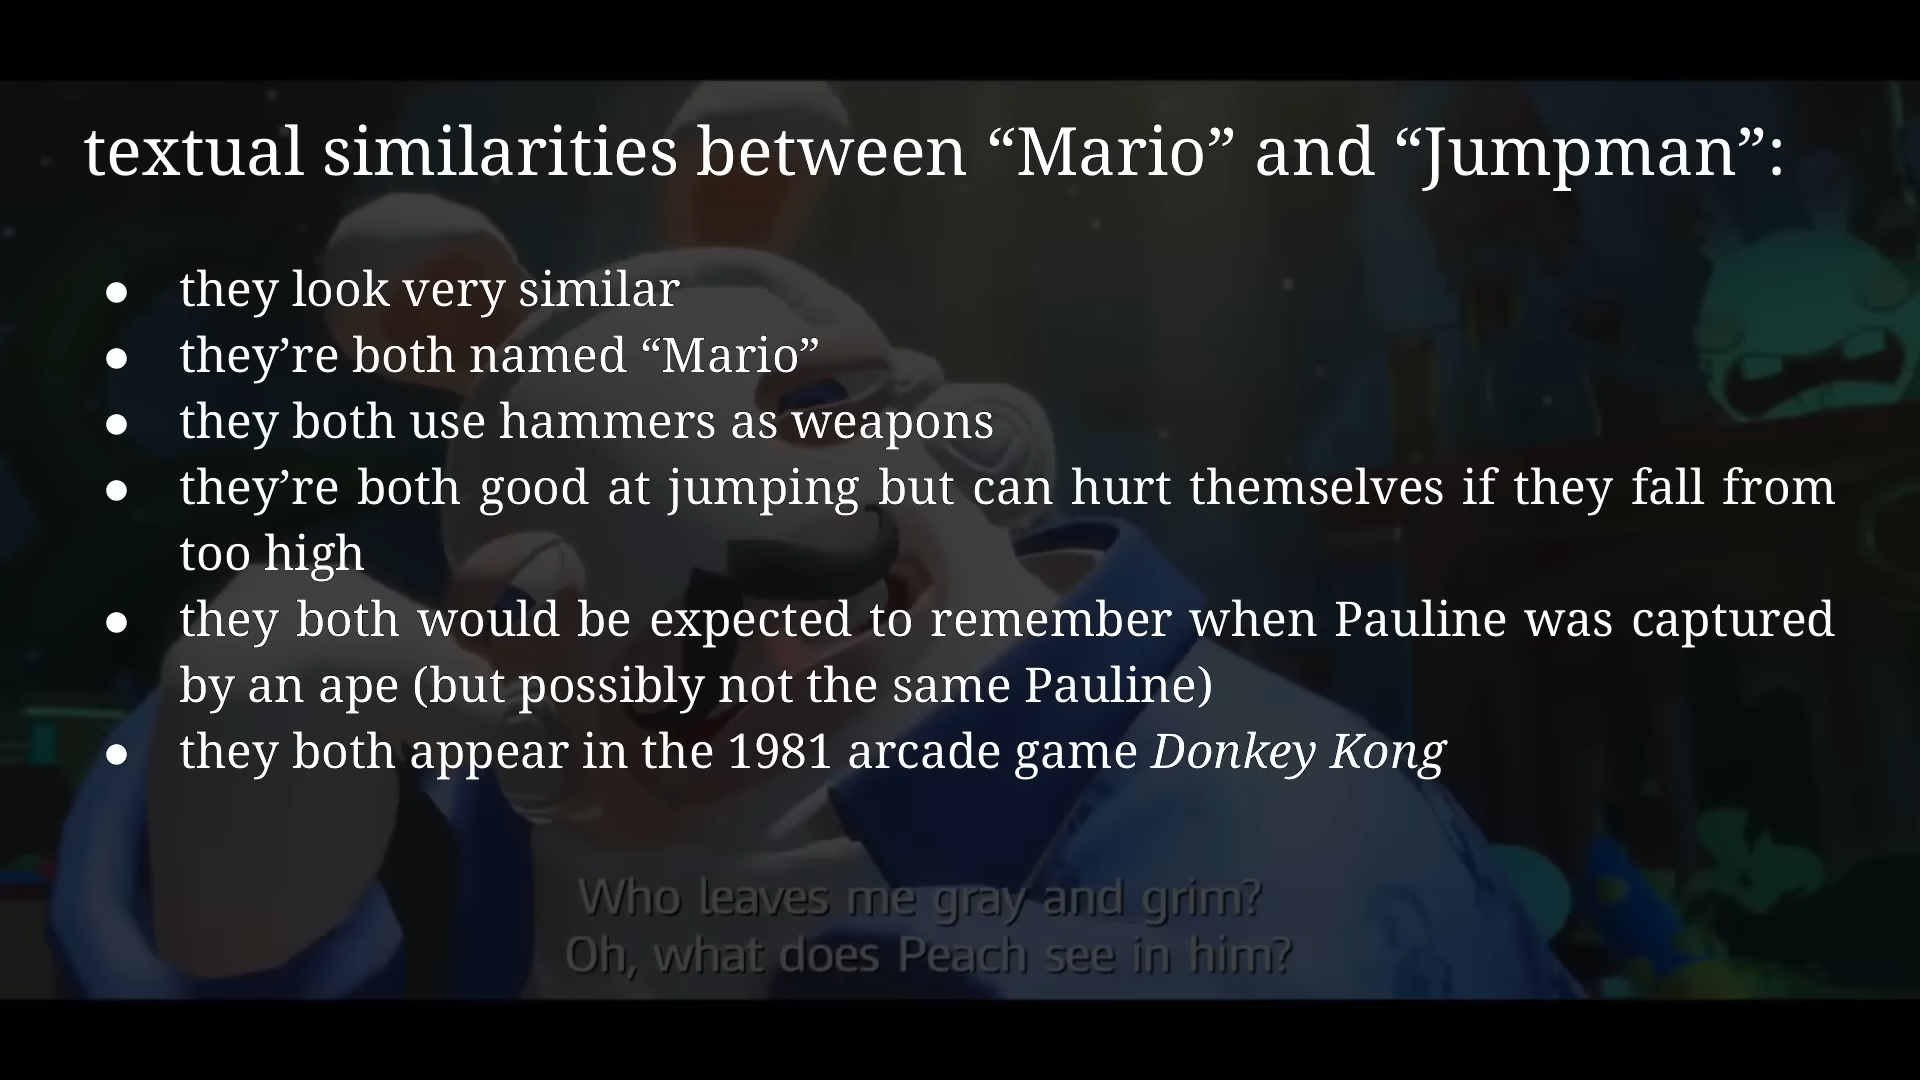 textual similarities between “Mario” and “Jumpman”:
● they look very similar
● they’re both named “Mario”
● they both use hammers as weapons
● they’re both good at jumping but can hurt themselves if they fall from
too high
● they both would be expected to remember when Pauline was captured
by an ape (but possibly not the same Pauline)
● they both appear in the 1981 arcade game Donkey Kong
Who leaves me gray and grim?
Oh, what does Peach see in him?